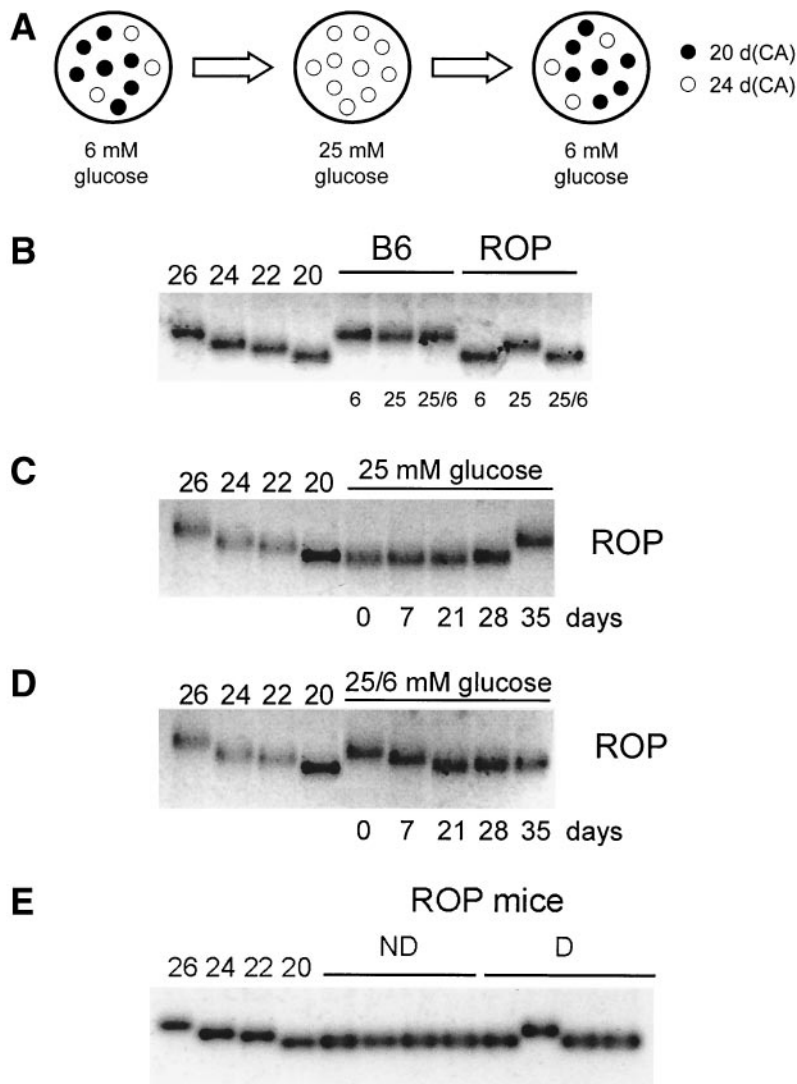 A
20 d(CA)
24 d(CA)
6 mM
glucose
25 mM
glucose
6 mM
glucose
B
B6
ROP
26 24 22 20
6 25 25/6 6 25 25/6
C
25 mM glucose
26 24 22 20
ROP
0 7 21 28 35 days
D
25/6 mM glucose
26 24 22 20
ROP
0 7 21 28 35 days
E
ROP mice
ND D
26 24 22 20